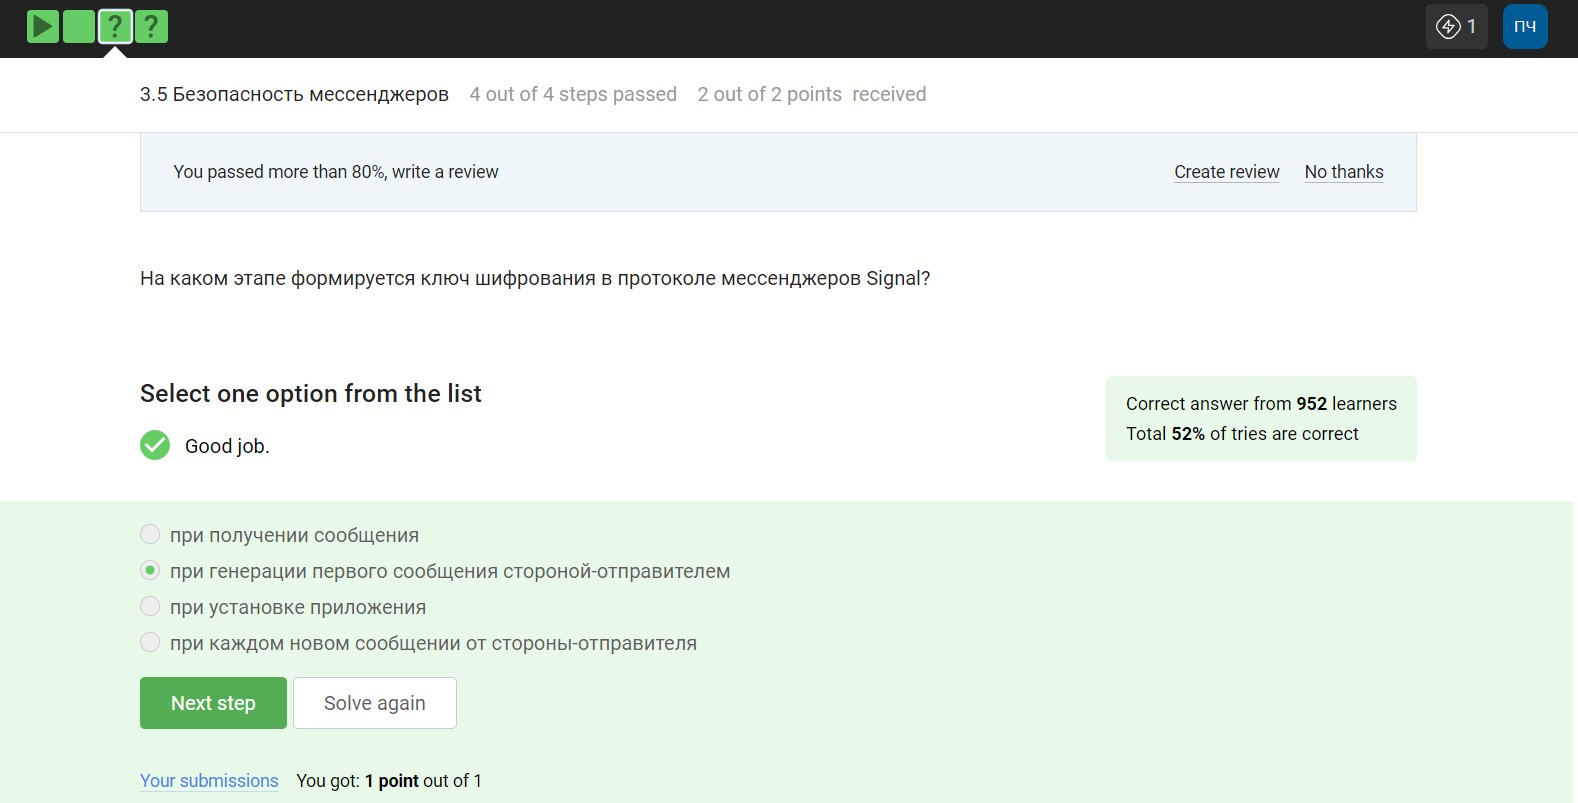 ? ?
1
ПЧ
3.5 Безопасность мессенджеров 4 out of 4 steps passed 2 out of 2 points received
You passed more than 80%, write a review Create review No thanks
На каком этапе формируется ключ шифрования в протоколе мессенджеров Signal?
Select one option from the list
Good job.
Correct answer from 952 learners
Total 52% of tries are correct
при получении сообщения
при генерации первого сообщения стороной-отправителем
при установке приложения
при каждом новом сообщении от стороны-отправителя
Next step Solve again
Your submissions You got: 1 point out of 1